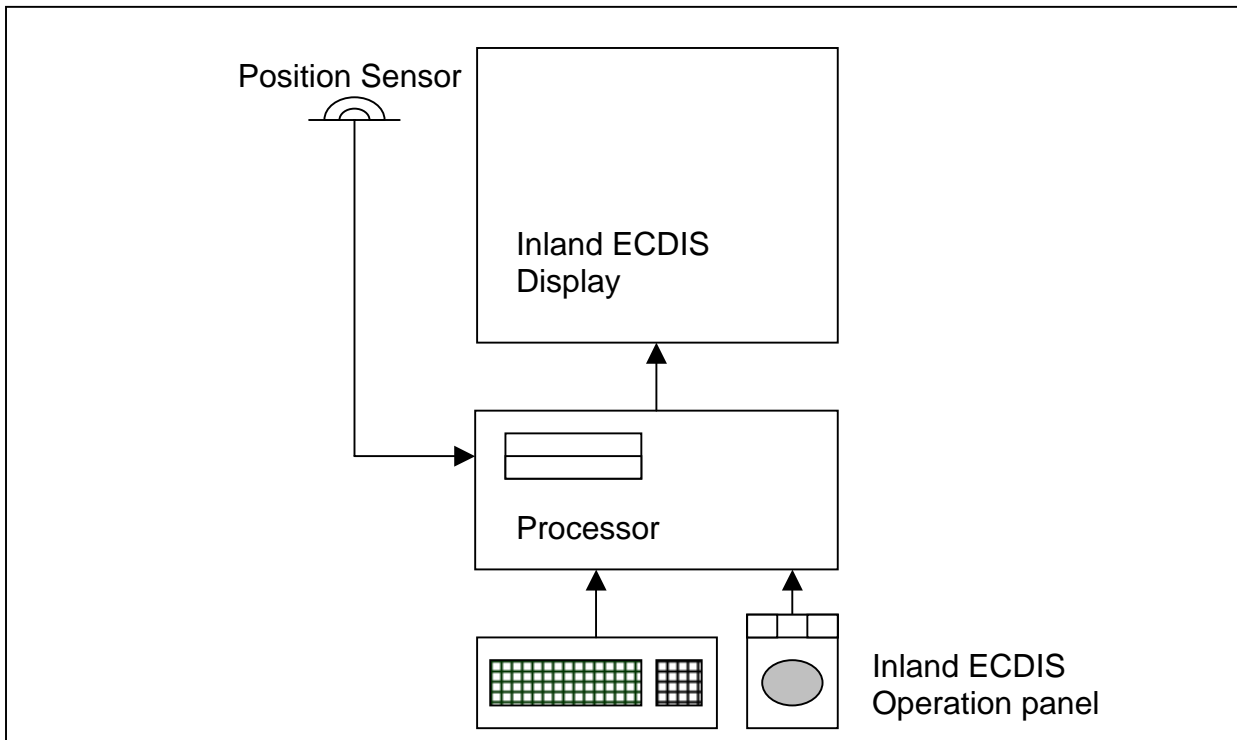 Position Sensor
Inland ECDIS
Display
Processor
Inland ECDIS
Operation panel